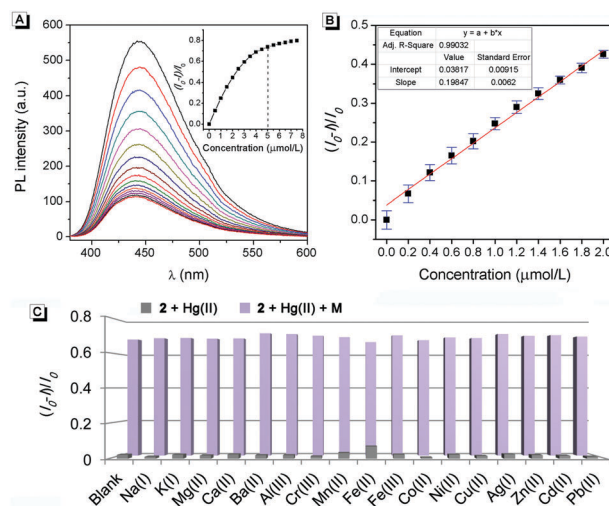 A
600
500
400
300
200
100
0
PL intensity (a.u.)
400
450
500
550
600
λ (nm)
(I0-I)/I0
0.8
0.6
0.4
0.2
0.0
0 1 2 3 4 5 6 7 8
Concentration (μmol/L)
B
0.5
0.4
0.3
0.2
0.1
0.0
(I0-I)/I0
Equation y = a + b*x
Adj. R-Square 0.99032
Value Standard Error
Intercept 0.03817 0.00915
Slope 0.19847 0.0062
0.0 0.2 0.4 0.6 0.8 1.0 1.2 1.4 1.6 1.8 2.0
Concentration (μmol/L)
C
2 + Hg(II) 2 + Hg(II) + M
0.8
0.6
0.4
0.2
0
(I0-I)/I0
Blank Na(I) K(I) Mg(II) Ca(II) Ba(II) Al(III) Cr(III) Mn(II) Fe(II) Fe(III) Co(II) Ni(II) Cu(II) Ag(I) Zn(II) Cd(II) Pb(II)